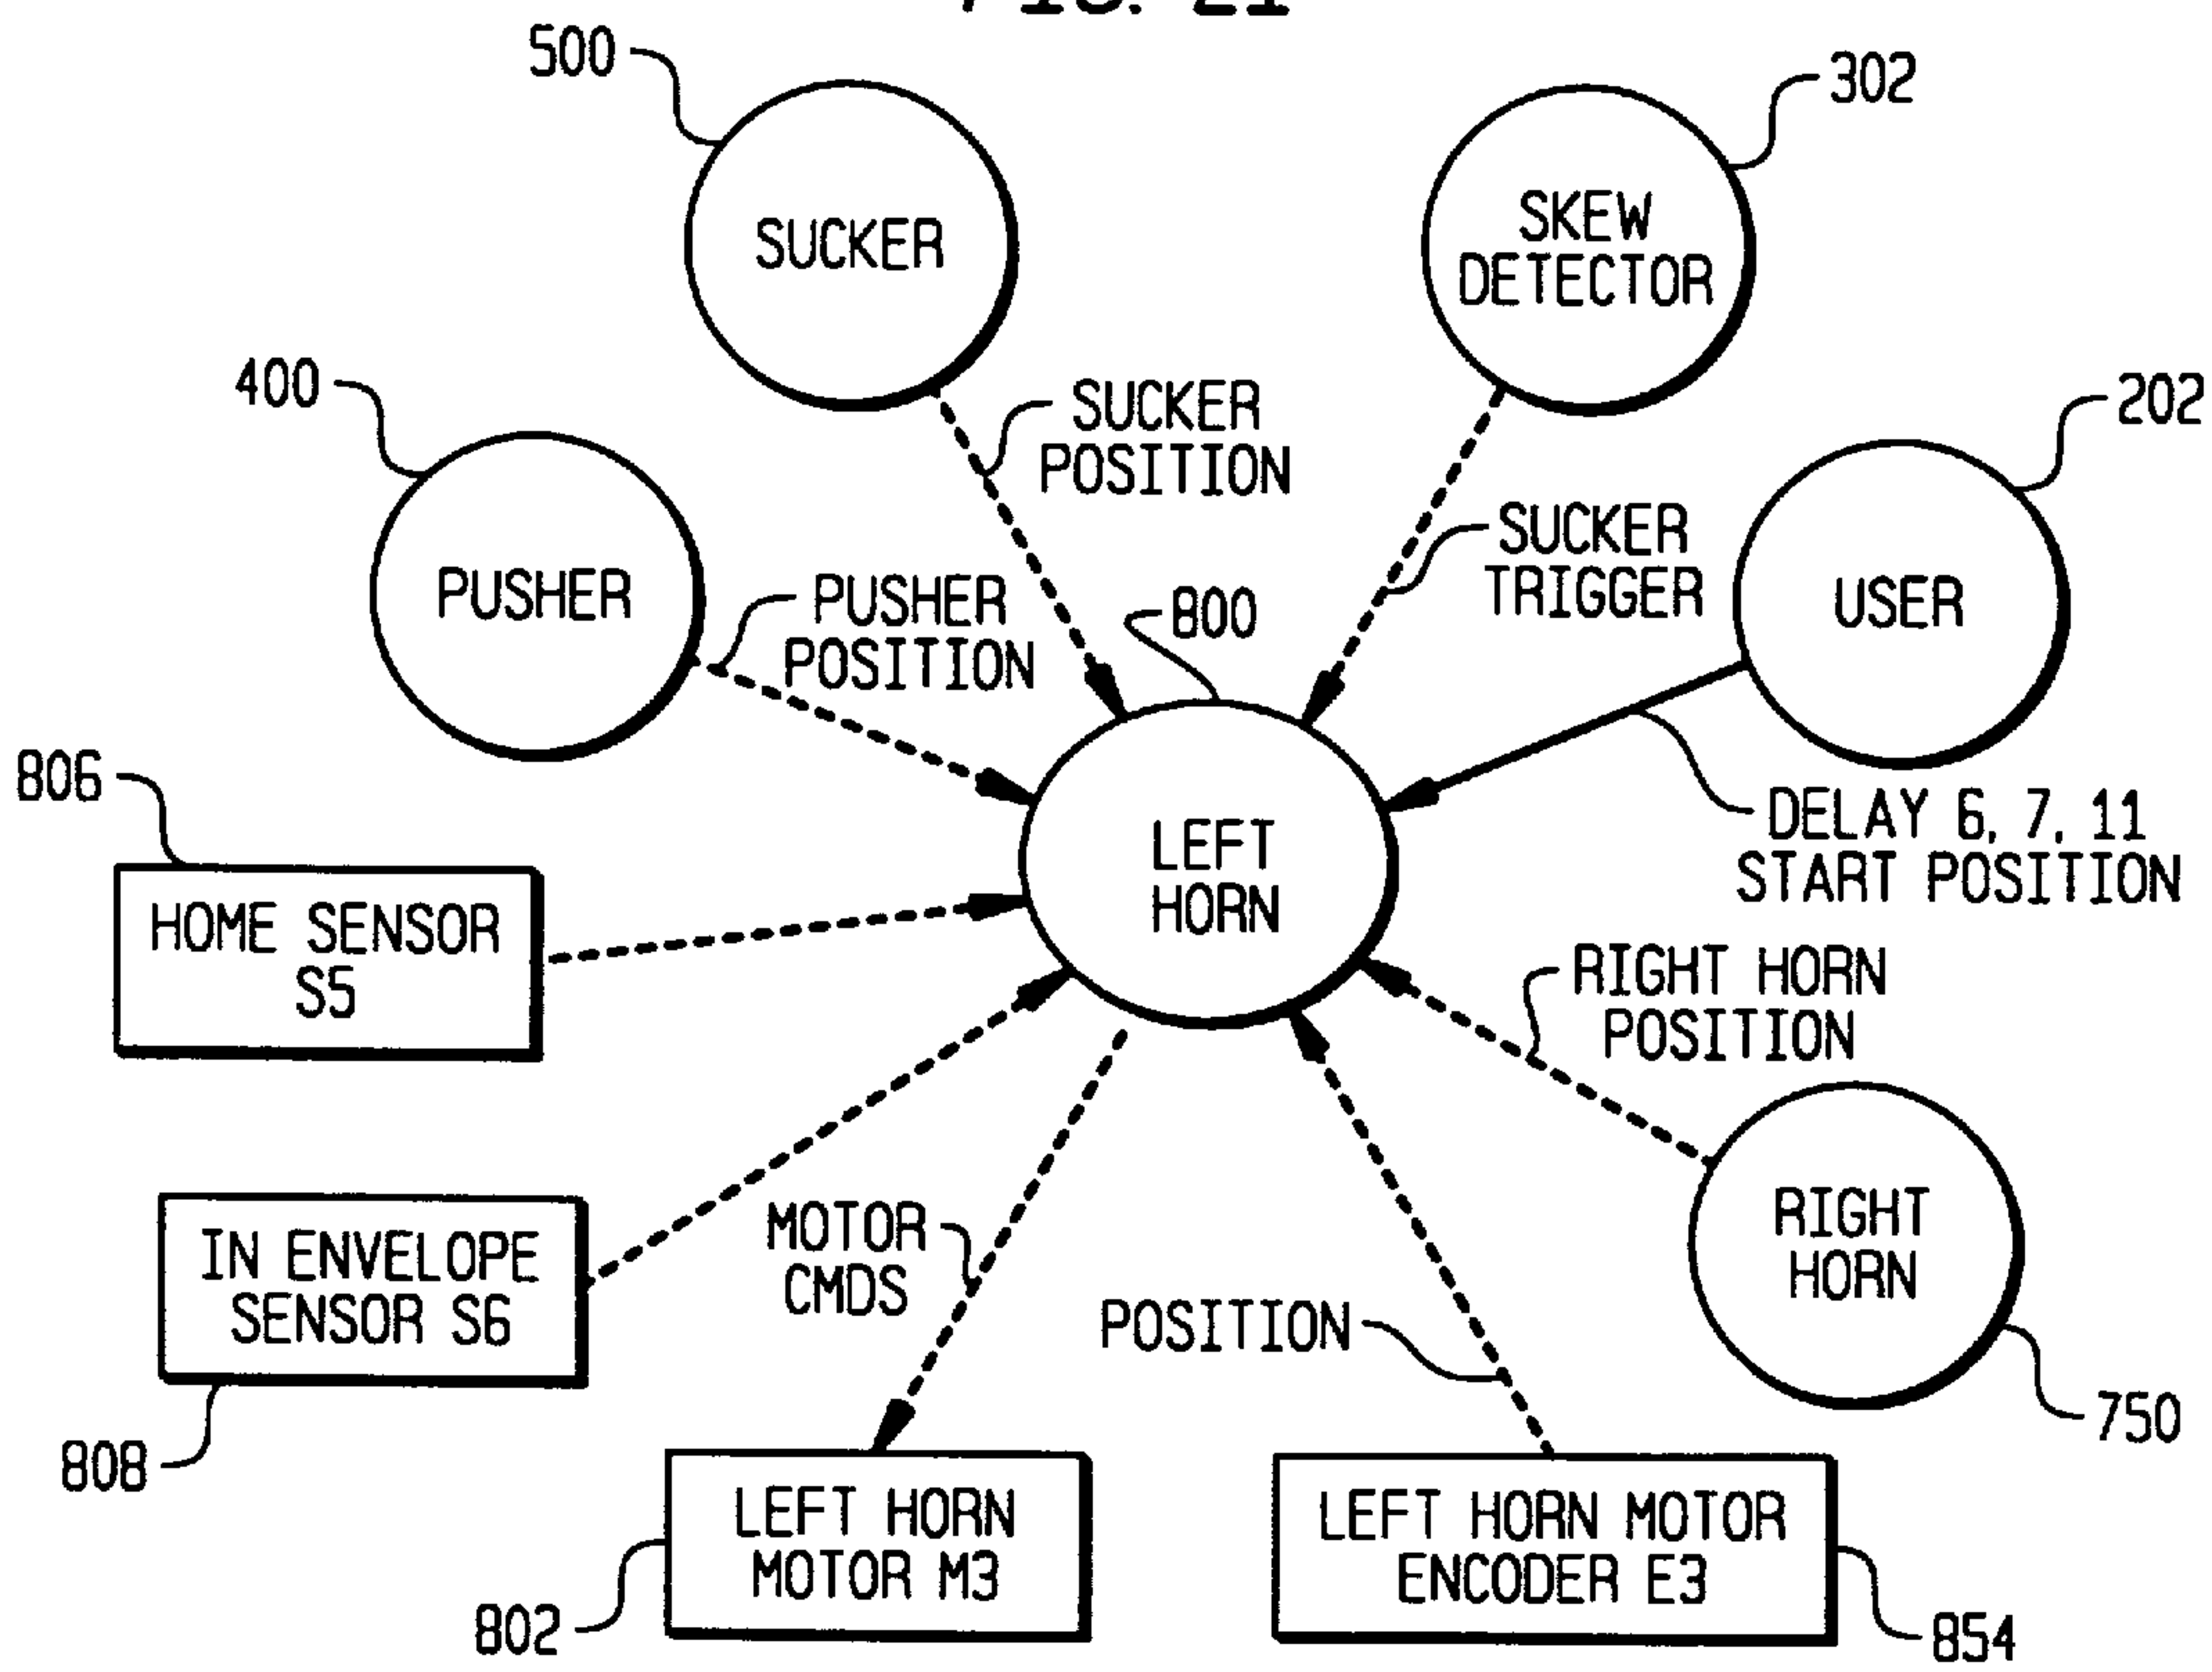 FIG. 21
500
302
SUCKER
SKEW
DETECTOR
400
SUCKER
POSITION
202
PUSHER
PUSHER
POSITION
800
SUCKER
TRIGGER
USER
806
HOME SENSOR
S5
LEFT
HORN
DELAY 6, 7, 11
START POSITION
RIGHT HORN
POSITION
IN ENVELOPE
SENSOR S6
MOTOR
CMDS
POSITION
RIGHT
HORN
808
750
LEFT HORN
MOTOR M3
LEFT HORN MOTOR
ENCODER E3
802
854